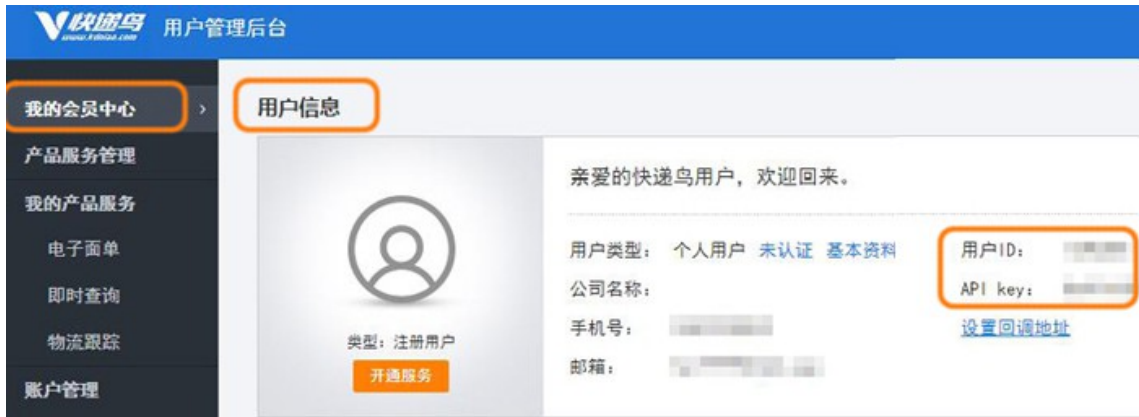 快递鸟 用户管理后台
www.kdniao.com
我的会员中心 >
用户信息
产品服务管理
我的产品服务
电子面单
即时查询
物流跟踪
账户管理
类型：注册用户
开通服务
亲爱的快递鸟用户，欢迎回来。
用户类型： 个人用户 未认证 基本资料
公司名称：
手机号：
邮箱：
用户ID：
API key：
设置回调地址